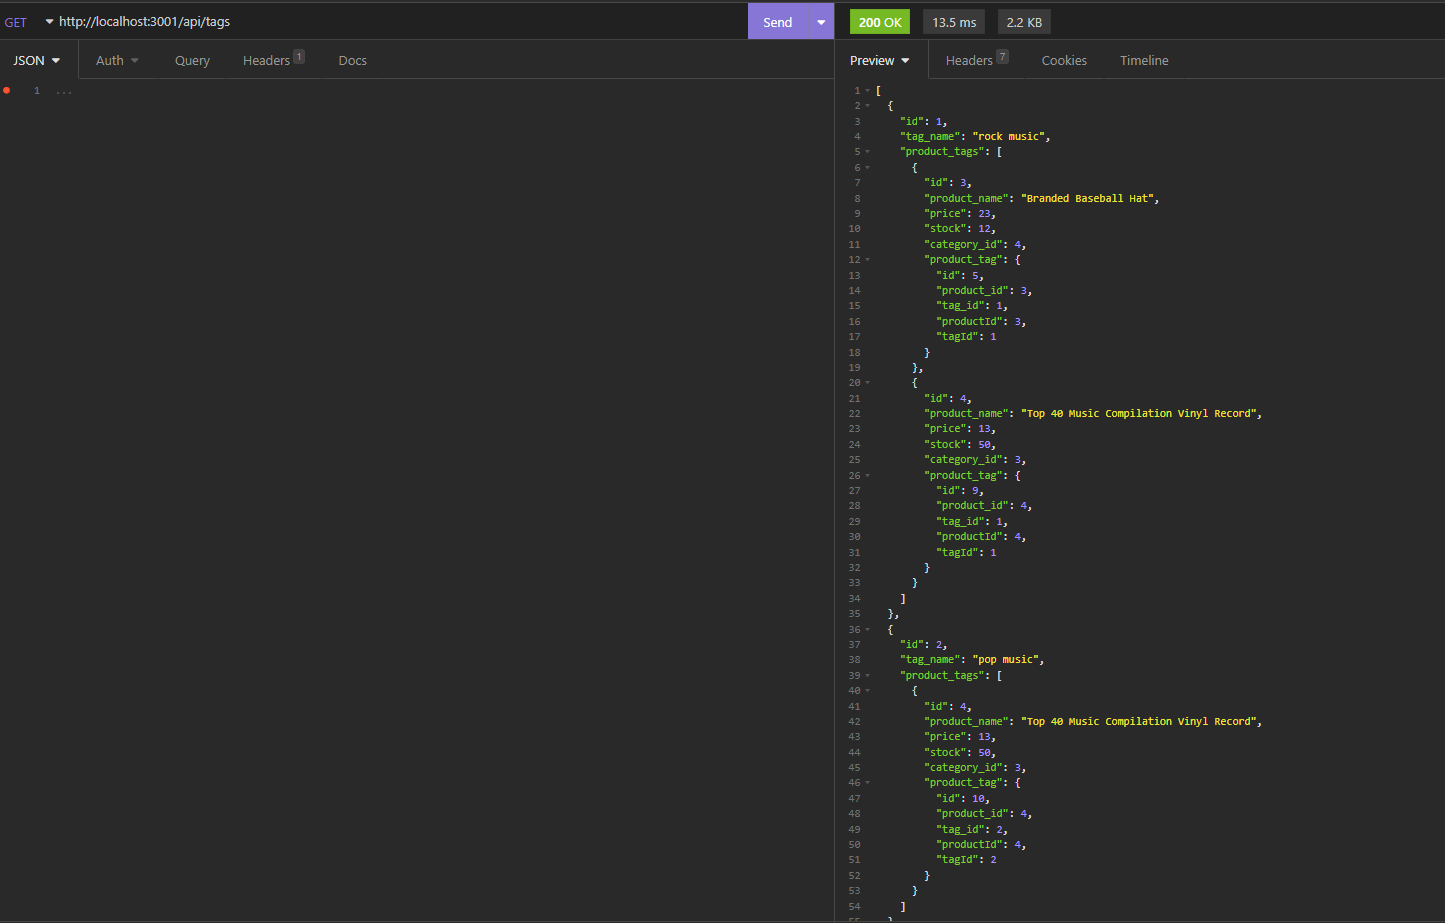 GET http://localhost:3001/api/tags Send 200 OK 13.5 ms 2.2 KB
JSON Auth Query Headers 1 Docs
1 ...
Preview Headers 7 Cookies Timeline
1 [
2 {
3 "id": 1,
4 "tag_name": "rock music",
5 "product_tags": [
6 {
7 "id": 3,
8 "product_name": "Branded Baseball Hat",
9 "price": 23,
10 "stock": 12,
11 "category_id": 4,
12 "product_tag": {
13 "id": 5,
14 "product_id": 3,
15 "tag_id": 1,
16 "productId": 3,
17 "tagId": 1
18 }
19 },
20 {
21 "id": 4,
22 "product_name": "Top 40 Music Compilation Vinyl Record",
23 "price": 13,
24 "stock": 50,
25 "category_id": 3,
26 "product_tag": {
27 "id": 9,
28 "product_id": 4,
29 "tag_id": 1,
30 "productId": 4,
31 "tagId": 1
32 }
33 }
34 ]
35 },
36 {
37 "id": 2,
38 "tag_name": "pop music",
39 "product_tags": [
40 {
41 "id": 4,
42 "product_name": "Top 40 Music Compilation Vinyl Record",
43 "price": 13,
44 "stock": 50,
45 "category_id": 3,
46 "product_tag": {
47 "id": 10,
48 "product_id": 4,
49 "tag_id": 2,
50 "productId": 4,
51 "tagId": 2
52 }
53 }
54 ]